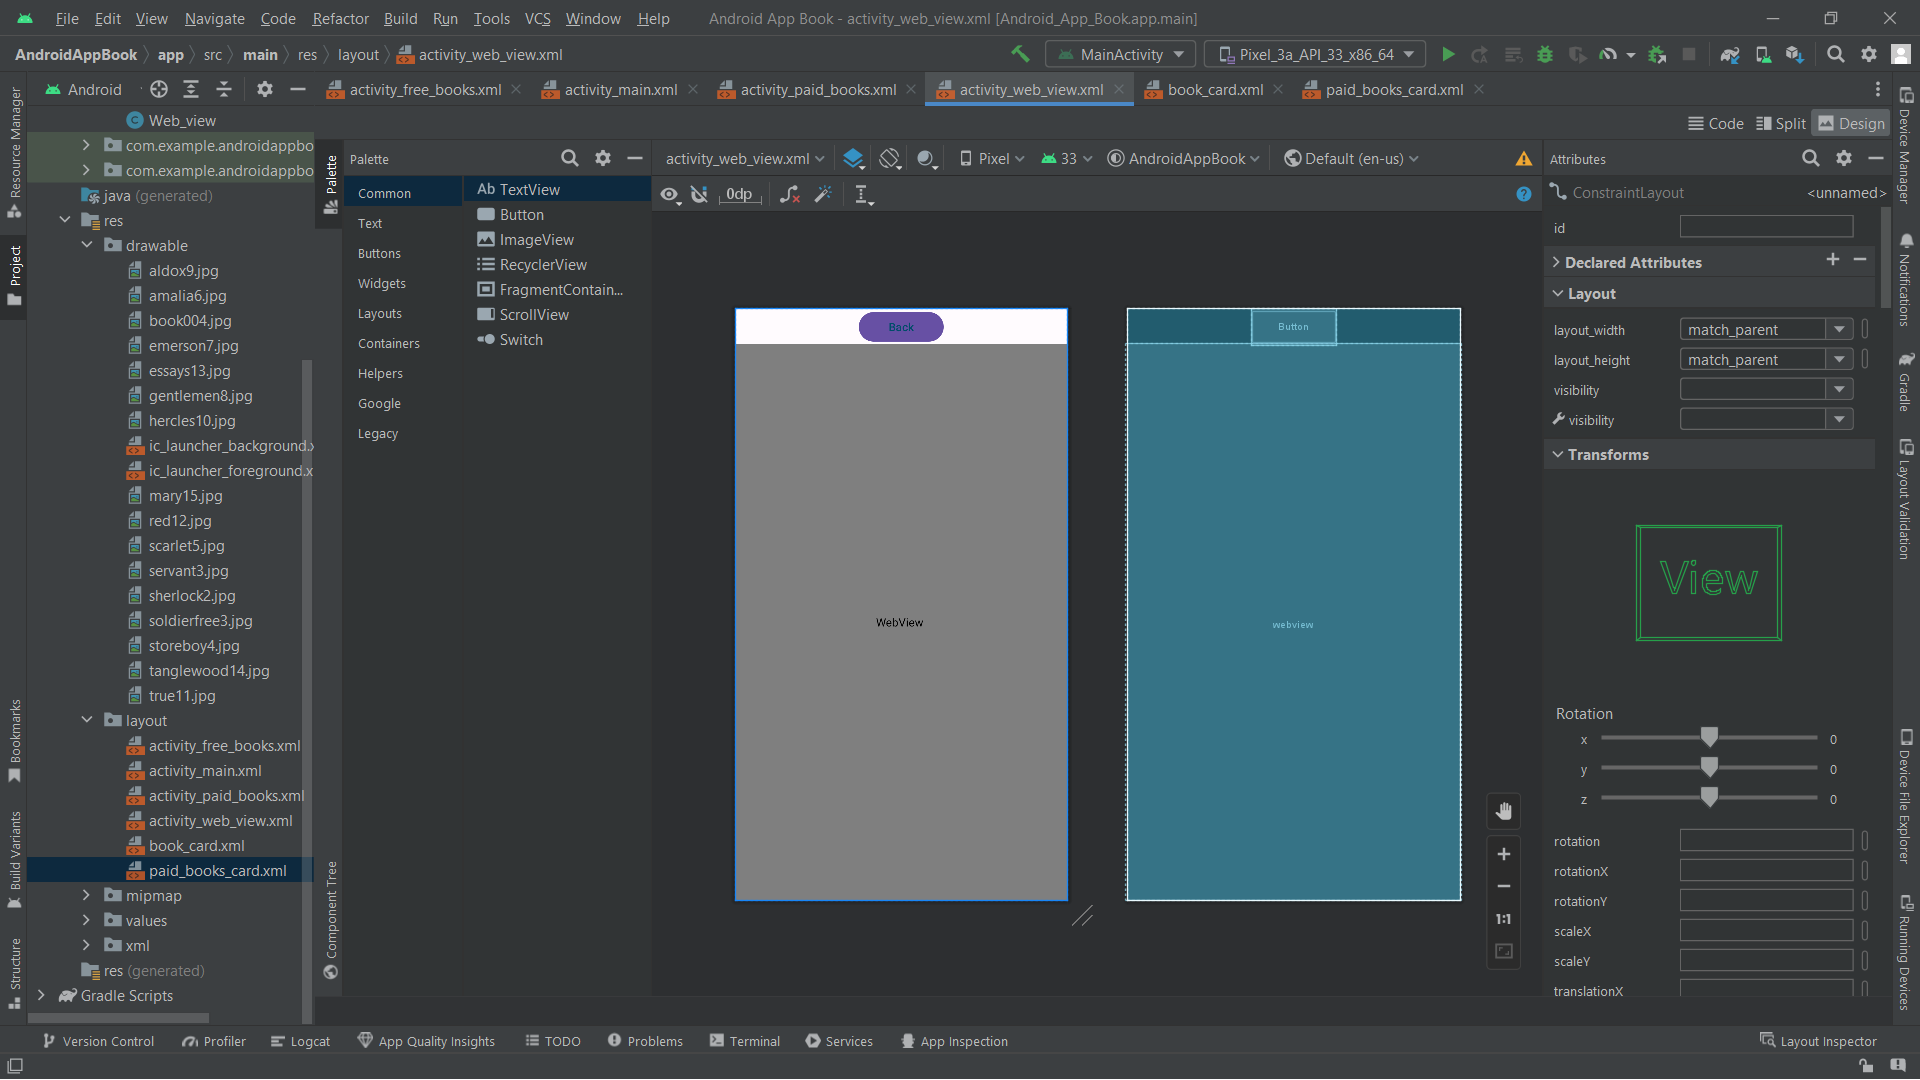 File Edit View Navigate Code Refactor Build Run Tools VCS Window Help Android App Book - activity_web_view.xml [Android_App_Book.app.main]
AndroidAppBook app src main res layout activity_web_view.xml MainActivity Pixel_3a_API_33_x86_64
Android activity_free_books.xml activity_main.xml activity_paid_books.xml activity_web_view.xml book_card.xml paid_books_card.xml
Code Split Design
Resource Manager
Project
Bookmarks
Build Variants
Structure
Web_view
com.example.androidappbo
com.example.androidappbo
java (generated)
res
drawable
aldox9.jpg
amalia6.jpg
book004.jpg
emerson7.jpg
essays13.jpg
gentlemen8.jpg
hercles10.jpg
ic_launcher_background.x
ic_launcher_foreground.x
mary15.jpg
red12.jpg
scarlet5.jpg
servant3.jpg
sherlock2.jpg
soldierfree3.jpg
storeboy4.jpg
tanglewood14.jpg
true11.jpg
layout
activity_free_books.xml
activity_main.xml
activity_paid_books.xml
activity_web_view.xml
book_card.xml
paid_books_card.xml
mipmap
values
xml
res (generated)
Gradle Scripts
Palette
Component Tree
Palette
Common
Text
Buttons
Widgets
Layouts
Containers
Helpers
Google
Legacy
Ab TextView
Button
ImageView
RecyclerView
FragmentContain...
ScrollView
Switch
activity_web_view.xml Pixel 33 AndroidAppBook Default (en-us)
0dp
Back
WebView
Button
webview
1:1
Attributes
ConstraintLayout <unnamed>
id
Declared Attributes
Layout
layout_width match_parent
layout_height match_parent
visibility
visibility
Transforms
View
Rotation
x 0
y 0
z 0
rotation
rotationX
rotationY
scaleX
scaleY
translationX
Device Manager
Notifications
Gradle
Layout Validation
Device File Explorer
Running Devices
Version Control Profiler Logcat App Quality Insights TODO Problems Terminal Services App Inspection Layout Inspector